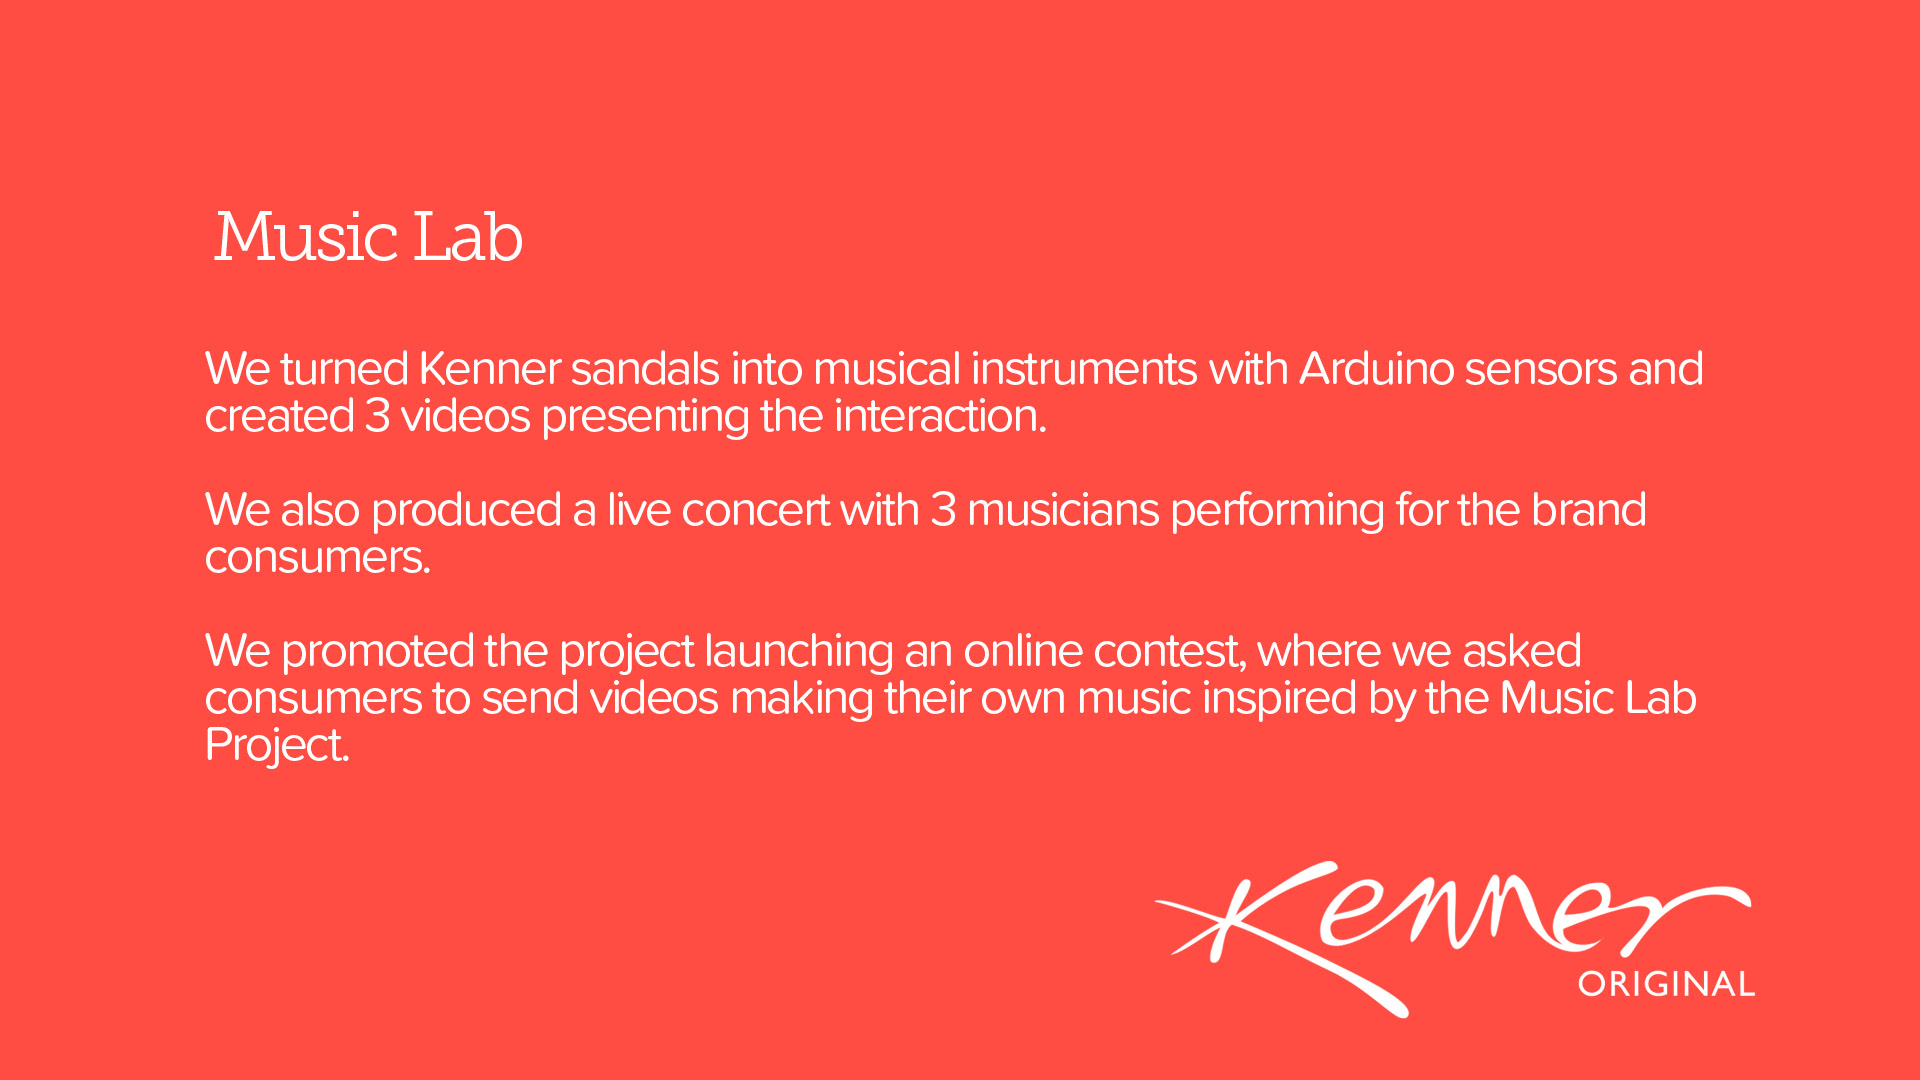 Music Lab
We turned Kenner sandals into musical instruments with Arduino sensors and
created 3 videos presenting the interaction.
We also produced a live concert with 3 musicians performing for the brand
consumers.
We promoted the project launching an online contest, where we asked
consumers to send videos making their own music inspired by the Music Lab
Project.
Kenner
ORIGINAL